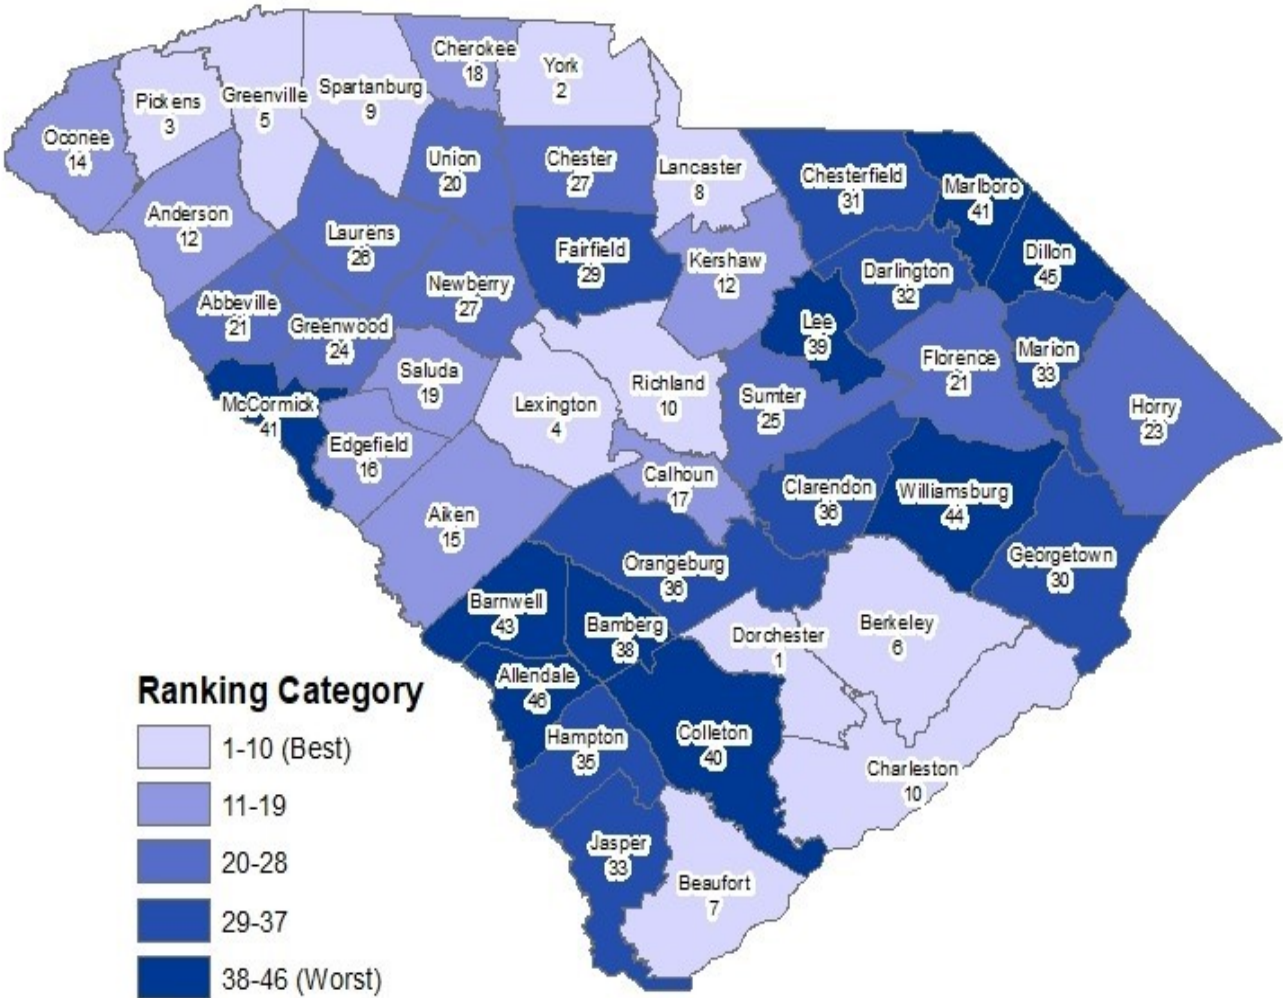 Cherokee
18
York
2
Spartanburg
9
Greenville
5
Pickens
3
Oconee
14
Union
20
Chester
27
Lancaster
8
Chesterfield
31
Marlboro
41
Anderson
12
Laurens
26
Fairfield
29
Kershaw
12
Darlington
32
Dillon
45
Newberry
27
Abbeville
21
Greenwood
24
Lee
39
Florence
21
Marion
33
Saluda
19
Richland
10
Sumter
25
McCormick
41
Lexington
4
Horry
23
Edgefield
16
Calhoun
17
Clarendon
36
Williamsburg
44
Aiken
15
Orangeburg
36
Georgetown
30
Barnwell
43
Bamberg
38
Dorchester
1
Berkeley
6
Allendale
46
Hampton
35
Colleton
40
Charleston
10
Jasper
33
Beaufort
7
Ranking Category
1-10 (Best)
11-19
20-28
29-37
38-46 (Worst)